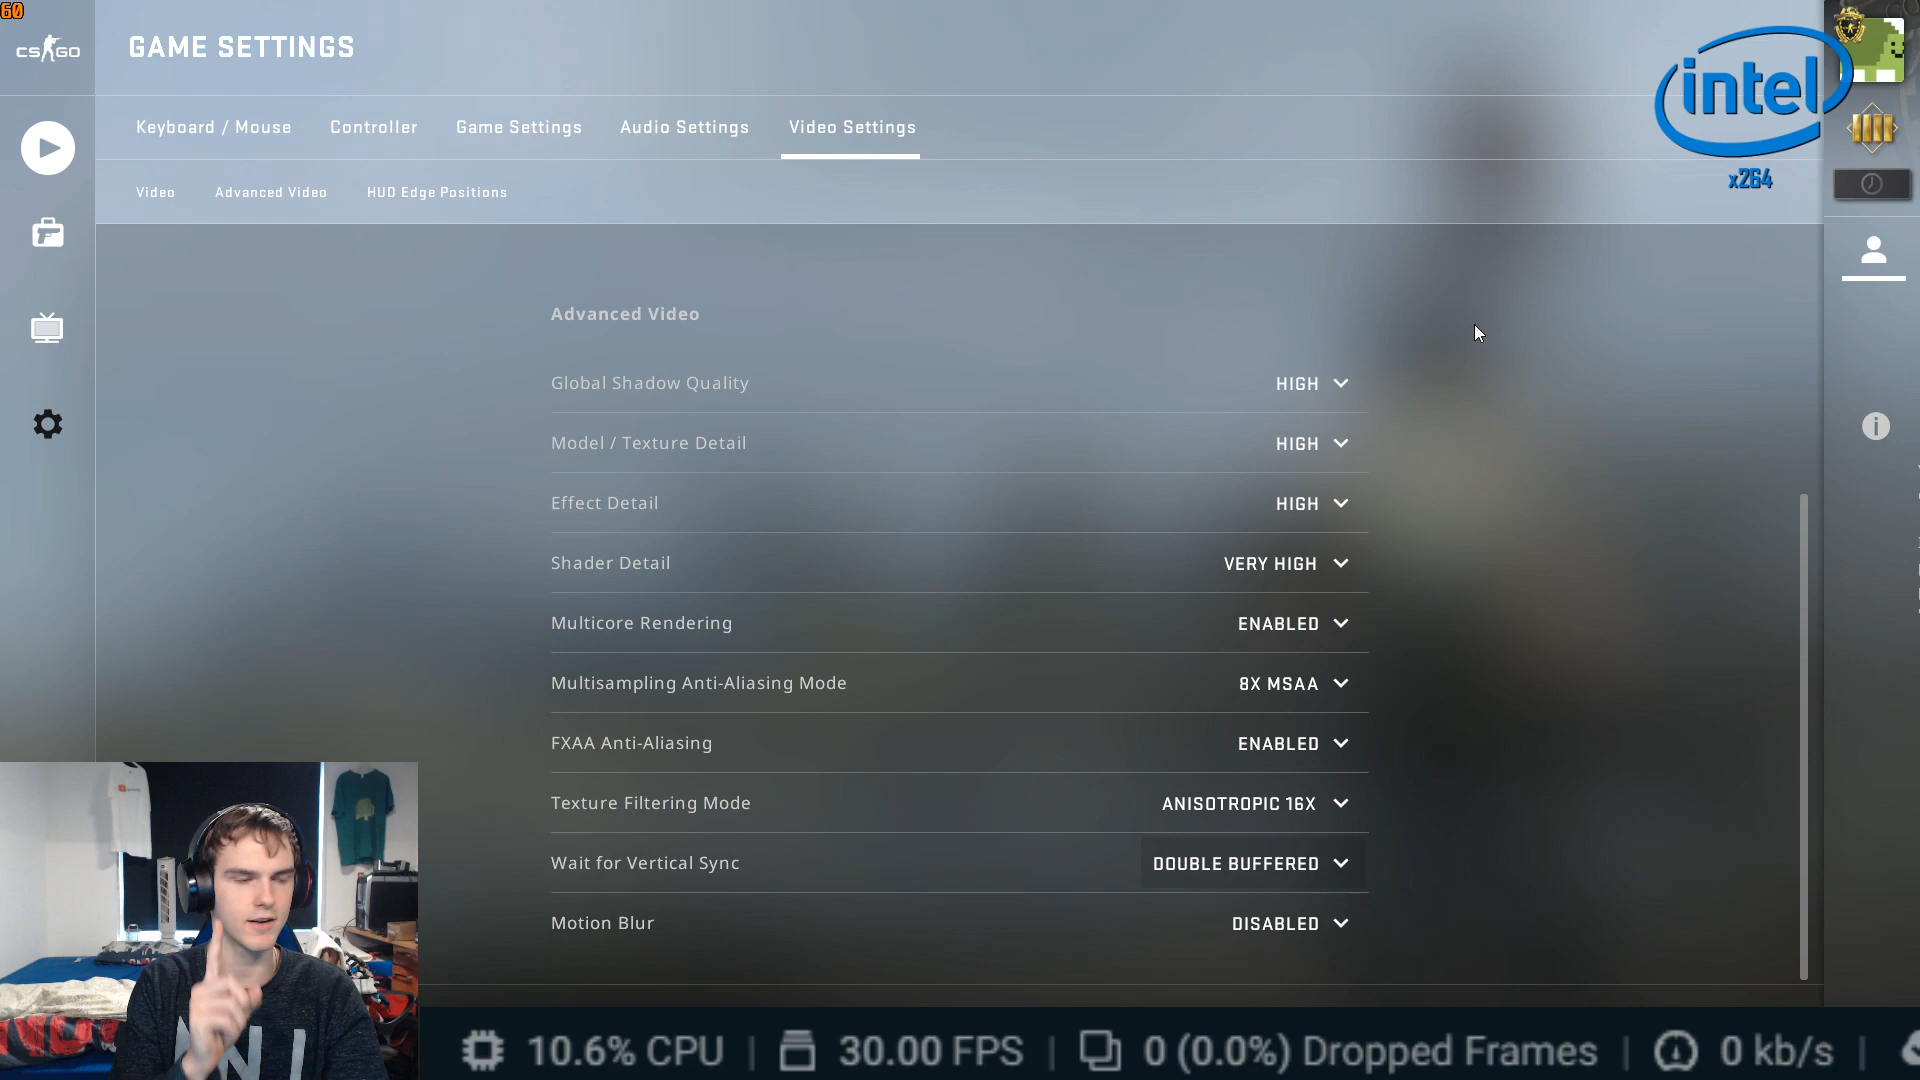 60
CS GO
GAME SETTINGS
intel
x264
Keyboard / Mouse
Controller
Game Settings
Audio Settings
Video Settings
Video
Advanced Video
HUD Edge Positions
Advanced Video
Global Shadow Quality HIGH
Model / Texture Detail HIGH
Effect Detail HIGH
Shader Detail VERY HIGH
Multicore Rendering ENABLED
Multisampling Anti-Aliasing Mode 8X MSAA
FXAA Anti-Aliasing ENABLED
Texture Filtering Mode ANISOTROPIC 16X
Wait for Vertical Sync DOUBLE BUFFERED
Motion Blur DISABLED
10.6% CPU | 30.00 FPS | 0 (0.0%) Dropped Frames | 0 kb/s |